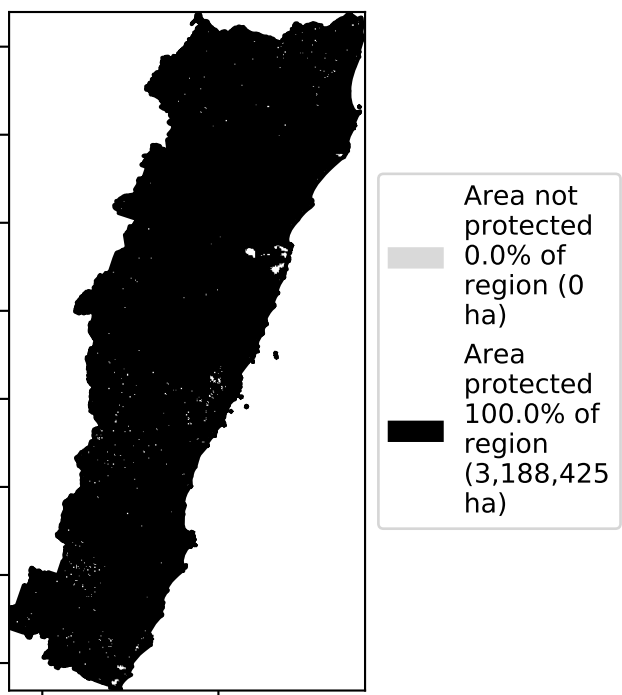 Area not
protected
0.0% of
region (0
ha)
Area
protected
100.0% of
region
(3,188,425
ha)